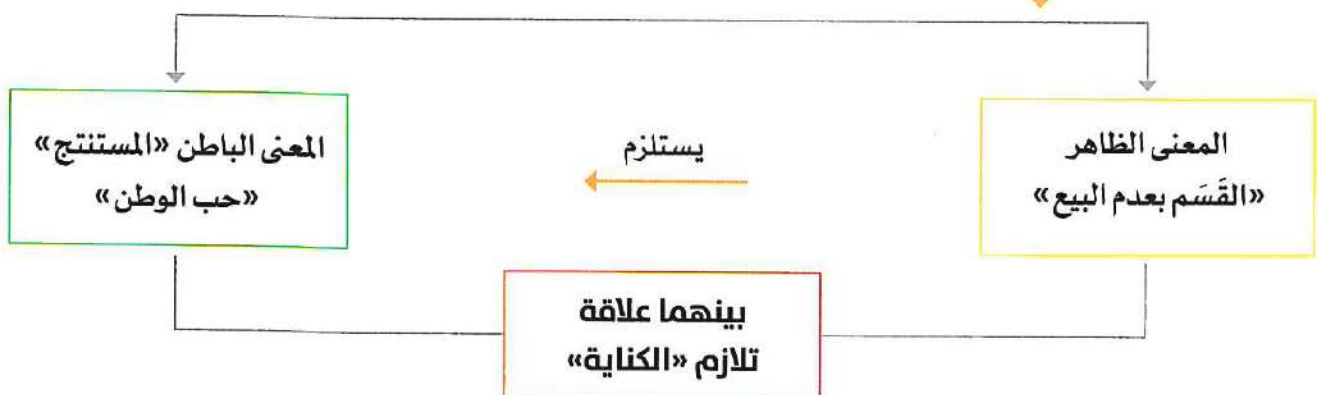 المعنى الظاهر
«القَسَم بعدم البيع»
يستلزم
المعنى الباطن «المستنتج»
«حب الوطن»
بينهما علاقة
تلازم «الكناية»